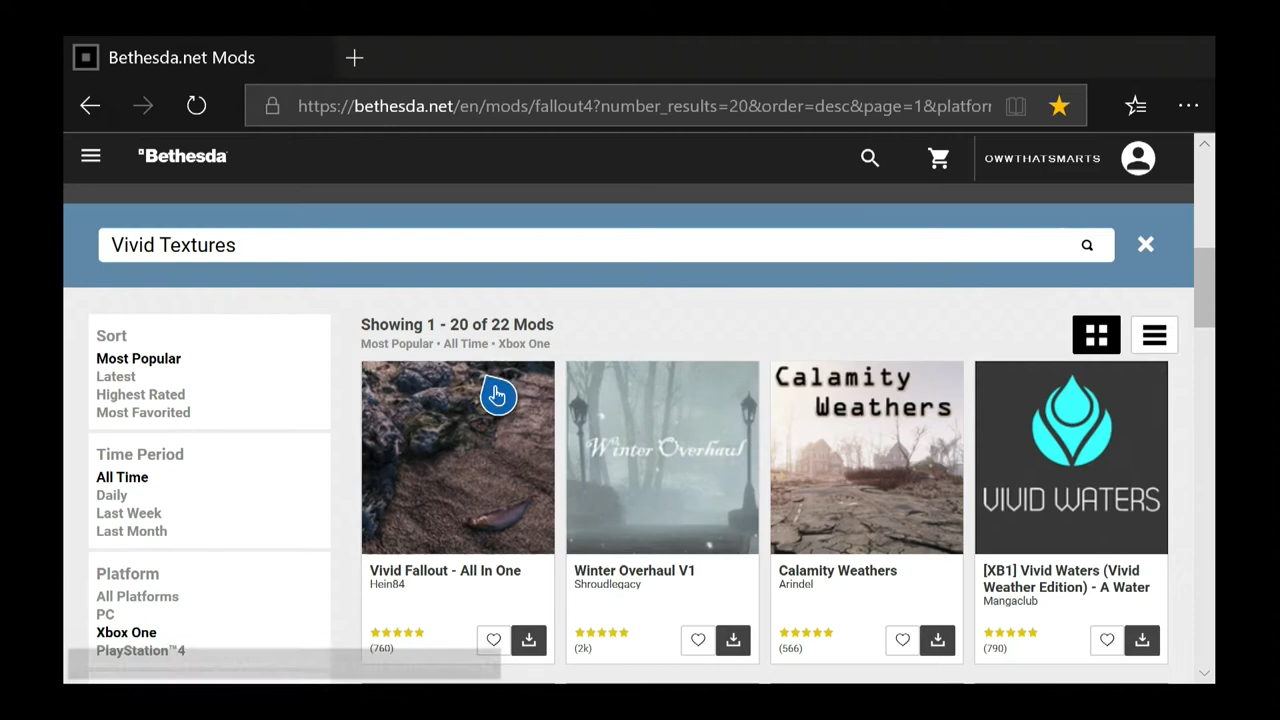 Bethesda.net Mods
https://bethesda.net/en/mods/fallout4?number_results=20&order=desc&page=1&platforn
Bethesda
OWWTHATSMARTS
Vivid Textures
Sort
Most Popular
Latest
Highest Rated
Most Favorited
Time Period
All Time
Daily
Last Week
Last Month
Platform
All Platforms
PC
Xbox One
PlayStation™4
Showing 1 - 20 of 22 Mods
Most Popular • All Time • Xbox One
Vivid Fallout - All In One
Hein84
(760)
Winter Overhaul
Winter Overhaul V1
Shroudlegacy
(2k)
Calamity
Weathers
Calamity Weathers
Arindel
(566)
VIVID WATERS
[XB1] Vivid Waters (Vivid
Weather Edition) - A Water
Mangaclub
(790)